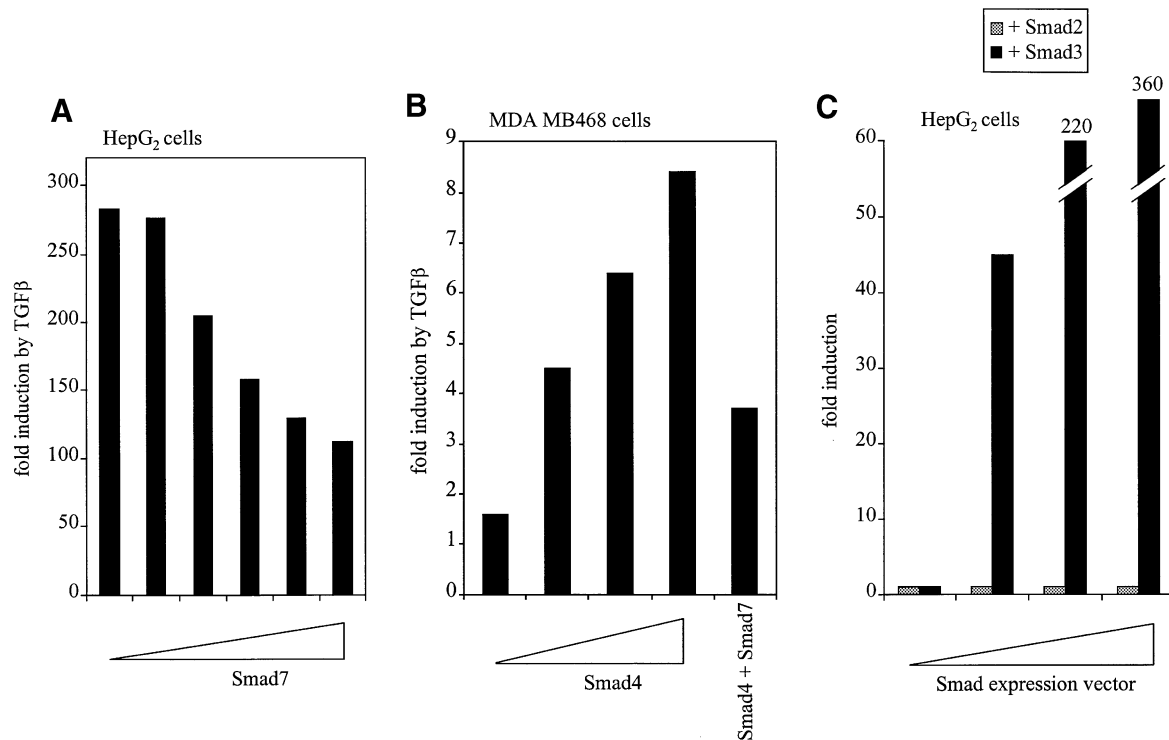 + Smad2
+ Smad3
A
HepG2 cells
fold induction by TGFβ
300
250
200
150
100
50
0
Smad7
B
MDA MB468 cells
fold induction by TGFβ
9
8
7
6
5
4
3
2
1
0
Smad4
Smad4 + Smad7
C
HepG2 cells
220
360
fold induction
60
50
40
30
20
10
0
Smad expression vector